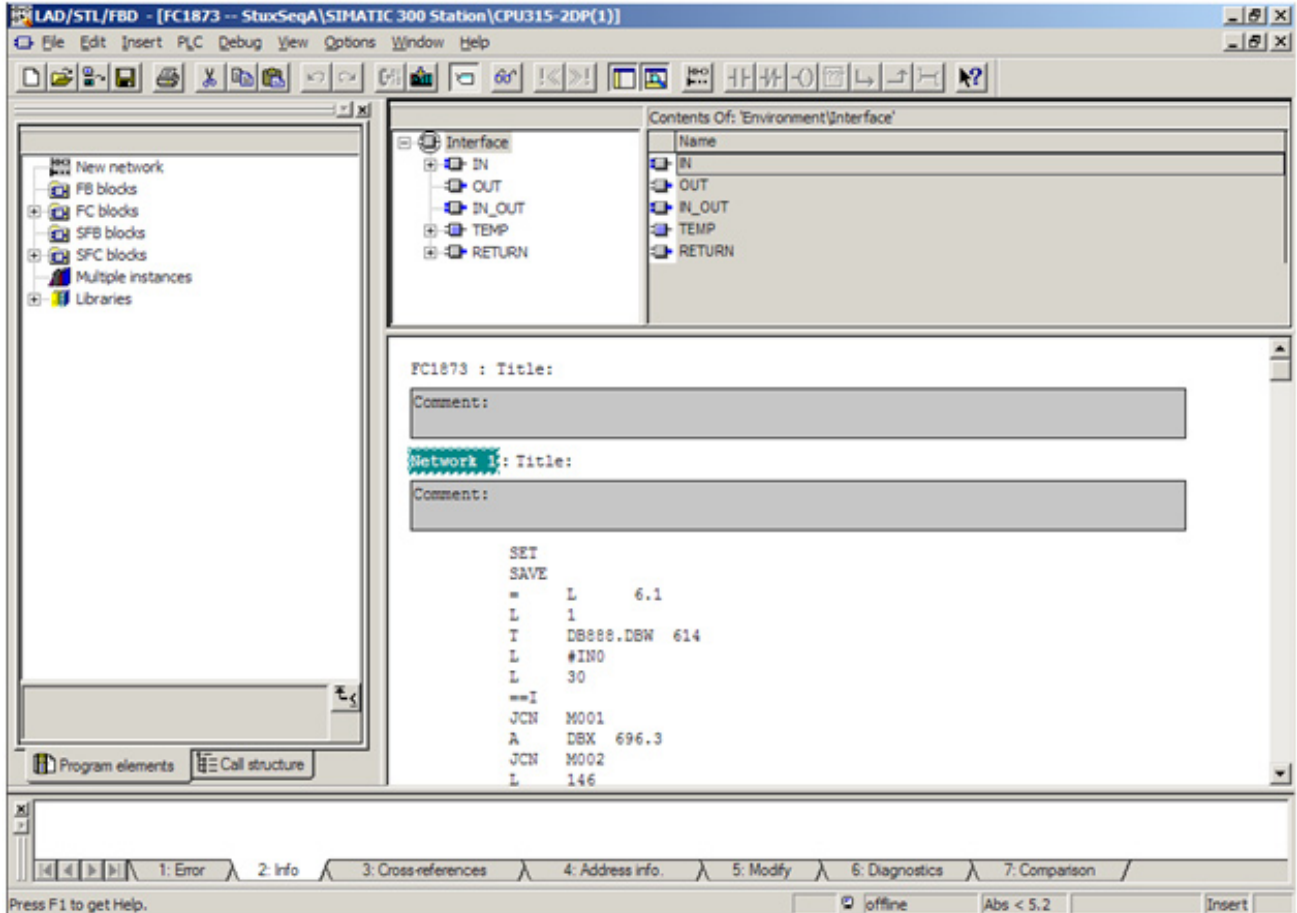 LAD/STL/FBD - [FC1873 -- StuxSeqA\SIMATIC 300 Station\CPU315-2DP(1)]
File Edit Insert PLC Debug View Options Window Help
Contents Of: 'Environment\Interface'
Name
Interface
IN
OUT
IN_OUT
TEMP
RETURN
IN
OUT
IN_OUT
TEMP
RETURN
New network
FB blocks
FC blocks
SFB blocks
SFC blocks
Multiple instances
Libraries
Program elements Call structure
FC1873 : Title:
Comment:
Network 1: Title:
Comment:
SET
SAVE
= L 6.1
L 1
T DB888.DBW 614
L #IN0
L 30
==I
JCN M001
A DBX 696.3
JCN M002
L 146
1: Error 2: Info 3: Cross-references 4: Address info. 5: Modify 6: Diagnostics 7: Comparison
Press F1 to get Help. offline Abs < 5.2 Insert